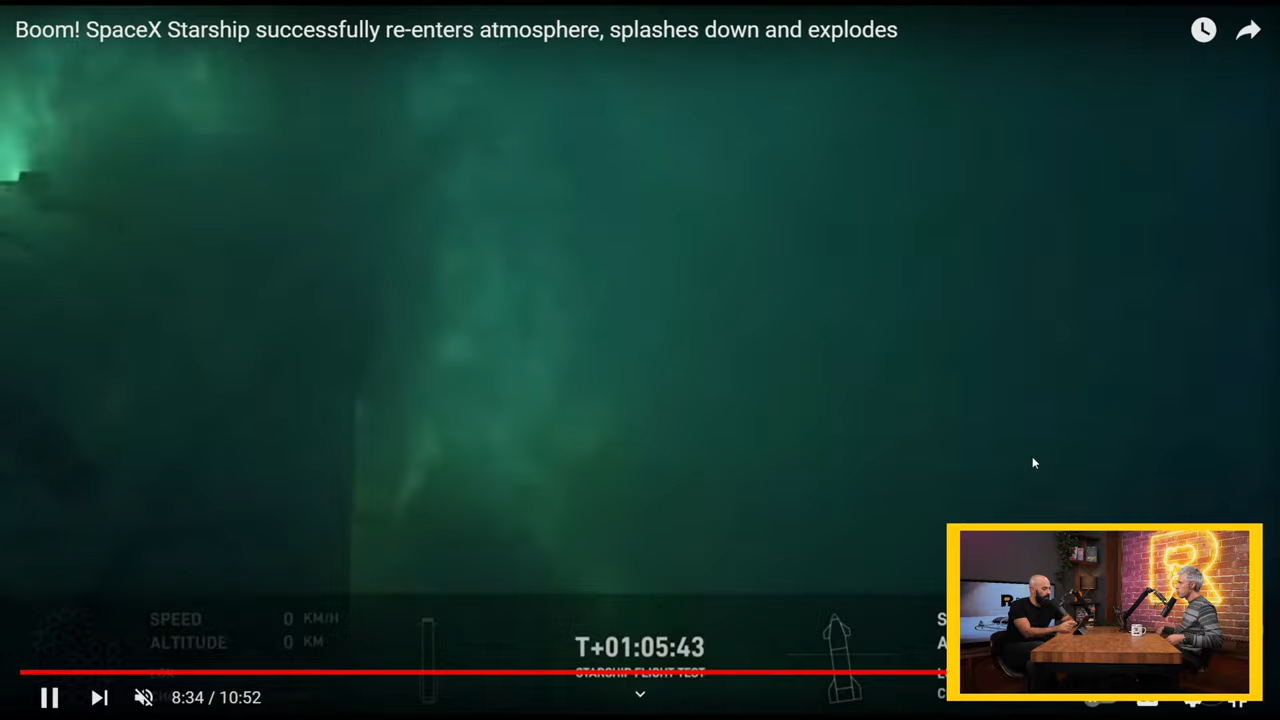 Boom! SpaceX Starship successfully re-enters atmosphere, splashes down and explodes
SPEED 0 KM/H
ALTITUDE 0 KM
T+01:05:43
STARSHIP FLIGHT TEST
8:34 / 10:52
R